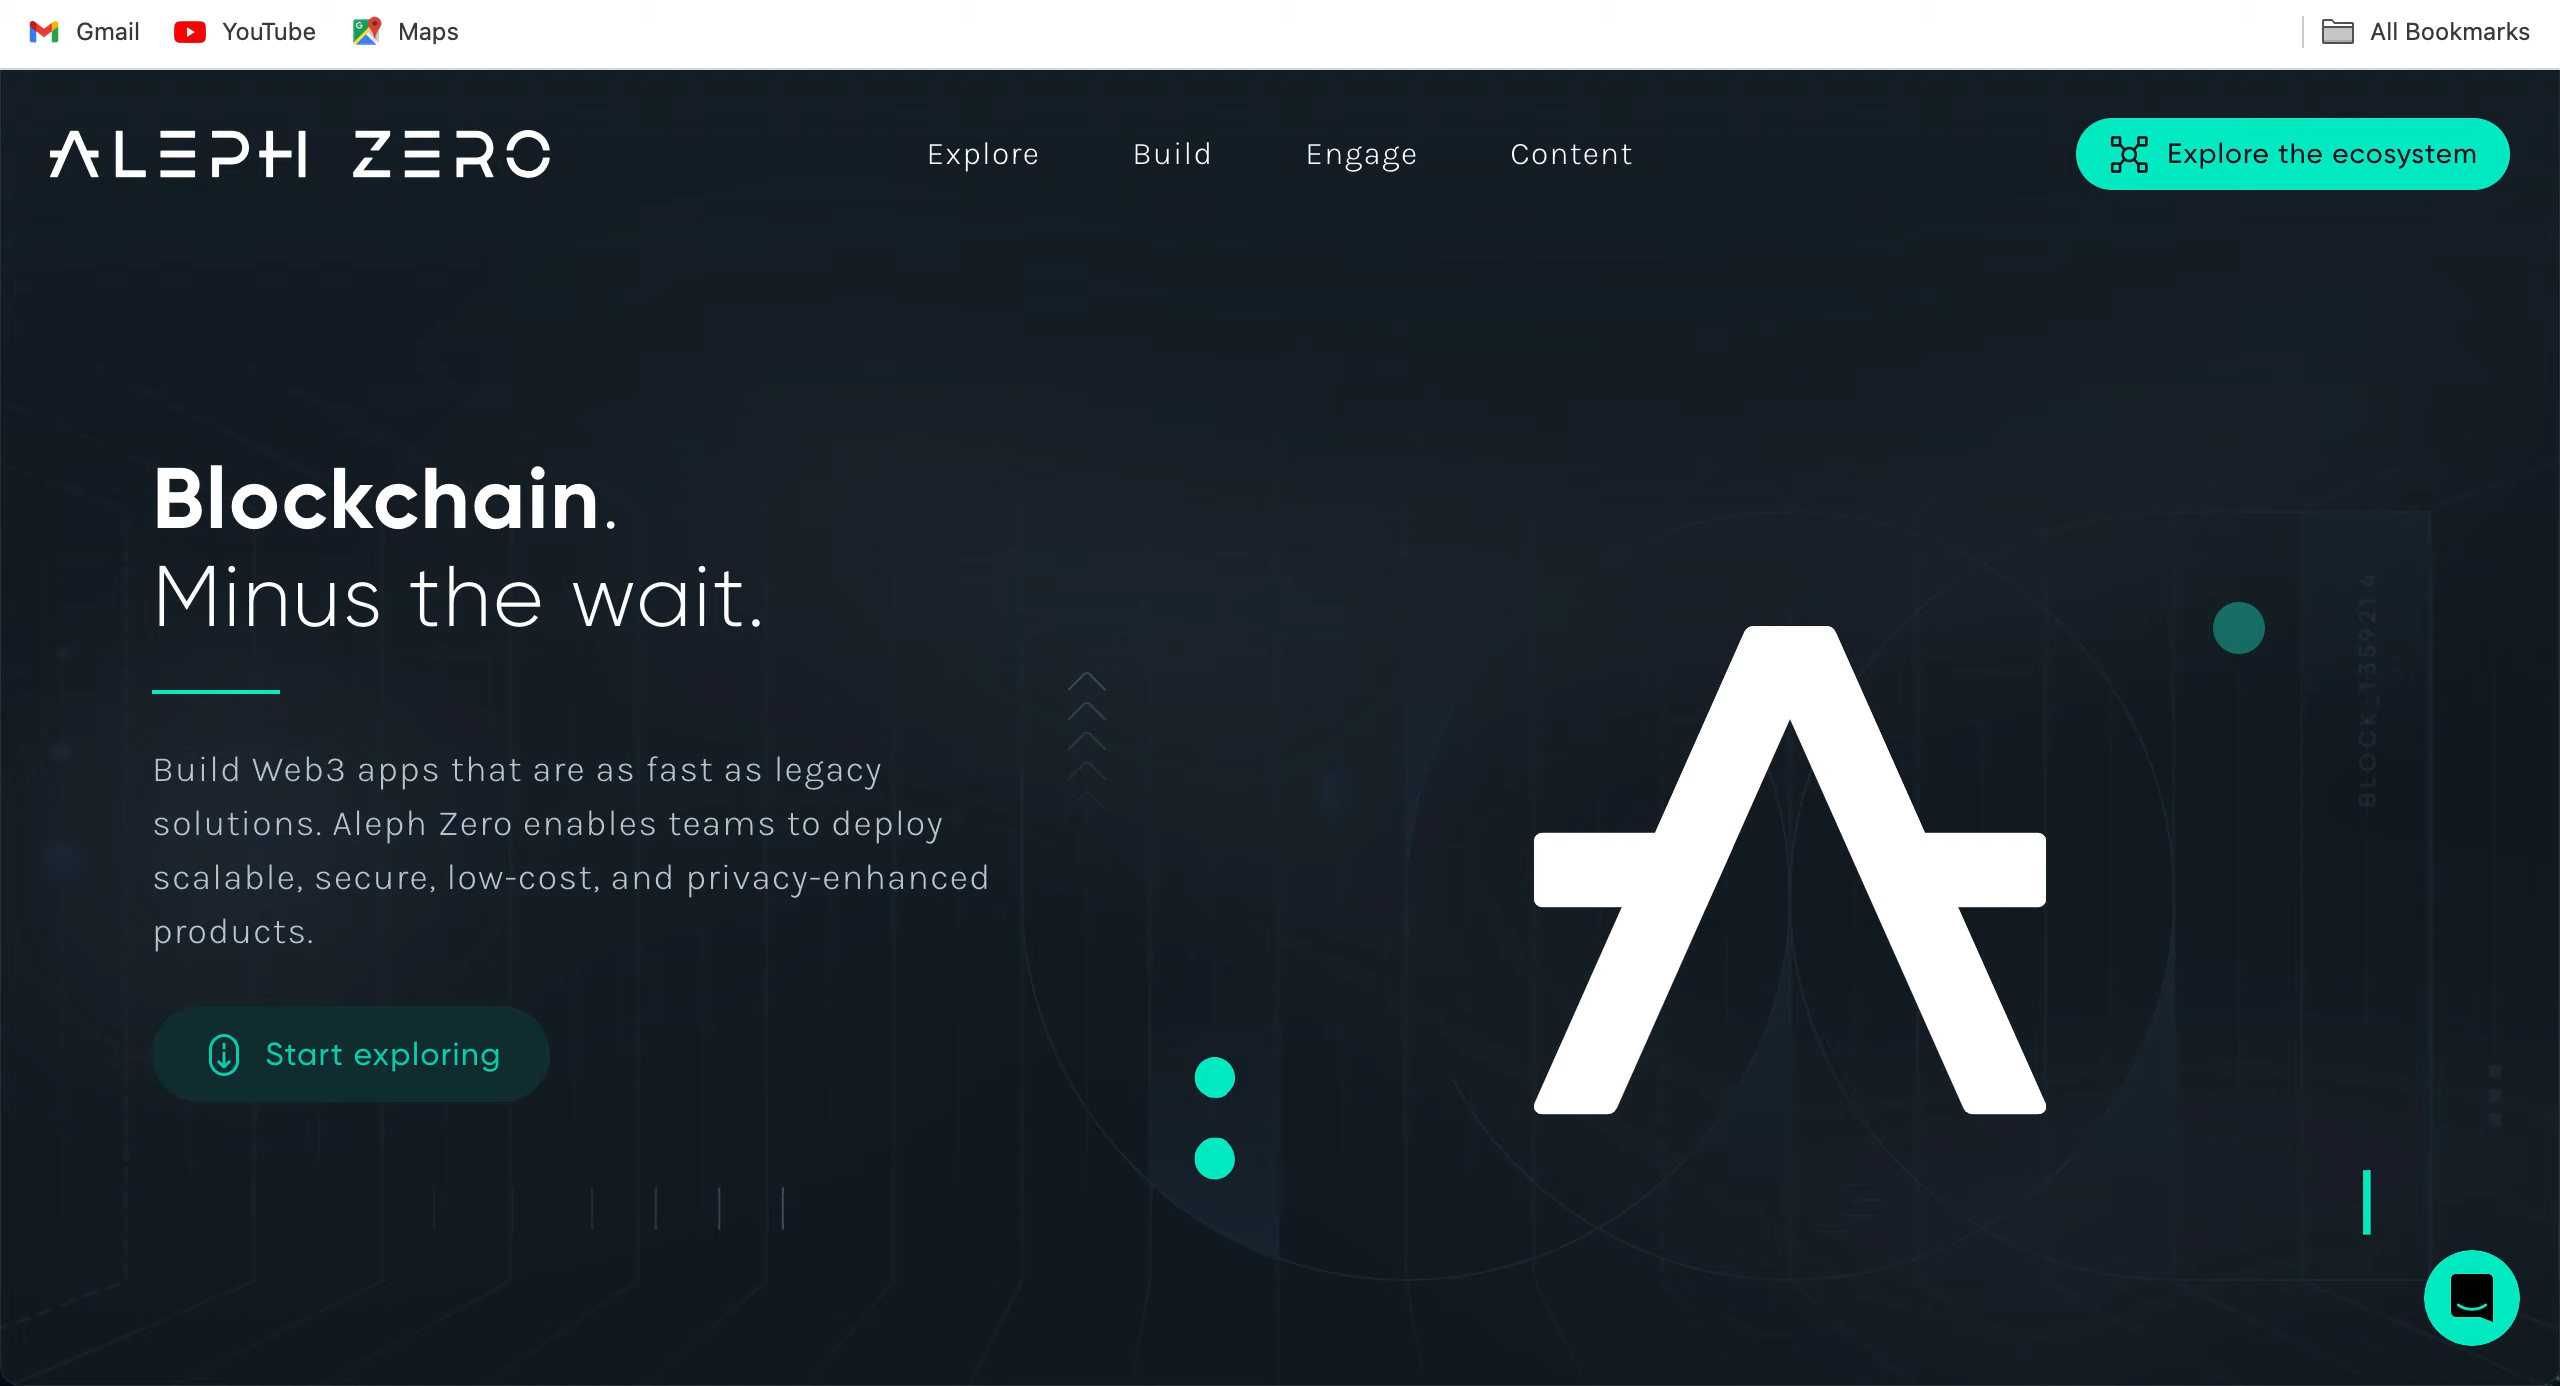 Gmail YouTube Maps All Bookmarks
ALEPH ZERO Explore Build Engage Content Explore the ecosystem
Blockchain.
Minus the wait.
Build Web3 apps that are as fast as legacy
solutions. Aleph Zero enables teams to deploy
scalable, secure, low-cost, and privacy-enhanced
products.
Start exploring
BLOCK_1359214